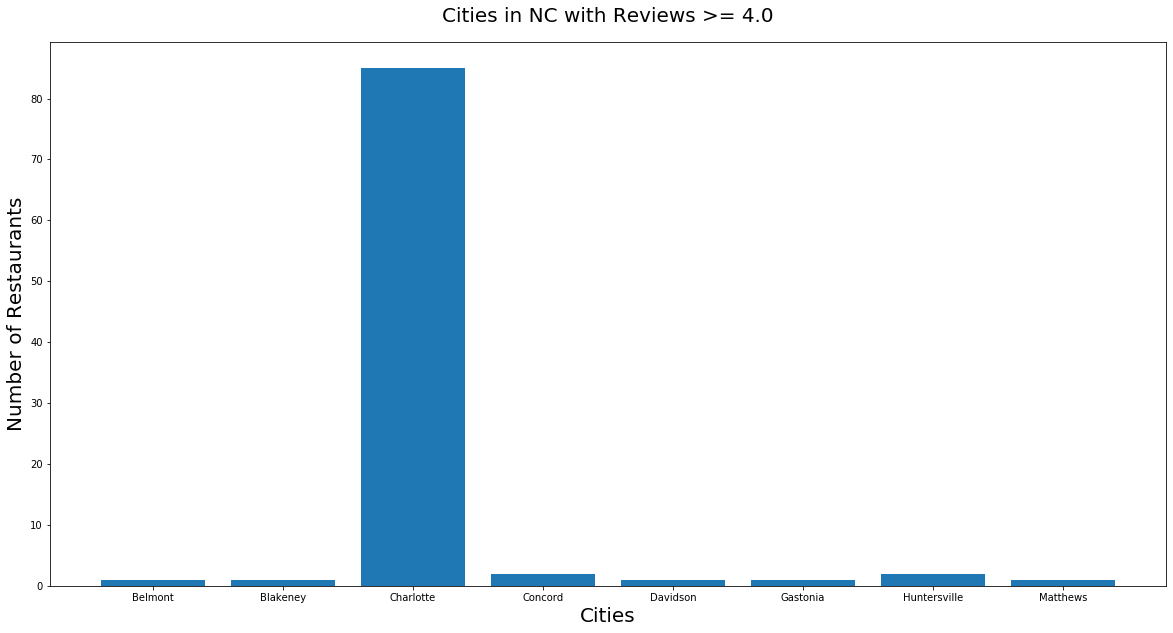 Cities in NC with Reviews >= 4.0
Number of Restaurants
80
70
60
50
40
30
20
10
0
Belmont Blakeney Charlotte Concord Davidson Gastonia Huntersville Matthews
Cities